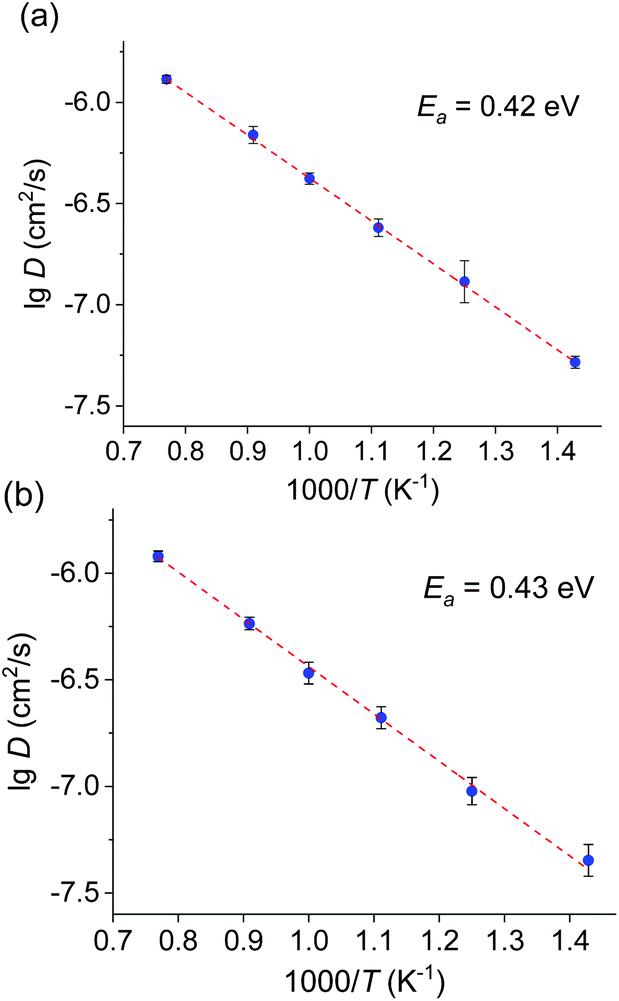 (a)
Eₐ = 0.42 eV
lg D (cm²/s)
-6.0
-6.5
-7.0
-7.5
0.7 0.8 0.9 1.0 1.1 1.2 1.3 1.4
1000/T (K⁻¹)
(b)
Eₐ = 0.43 eV
lg D (cm²/s)
-6.0
-6.5
-7.0
-7.5
0.7 0.8 0.9 1.0 1.1 1.2 1.3 1.4
1000/T (K⁻¹)